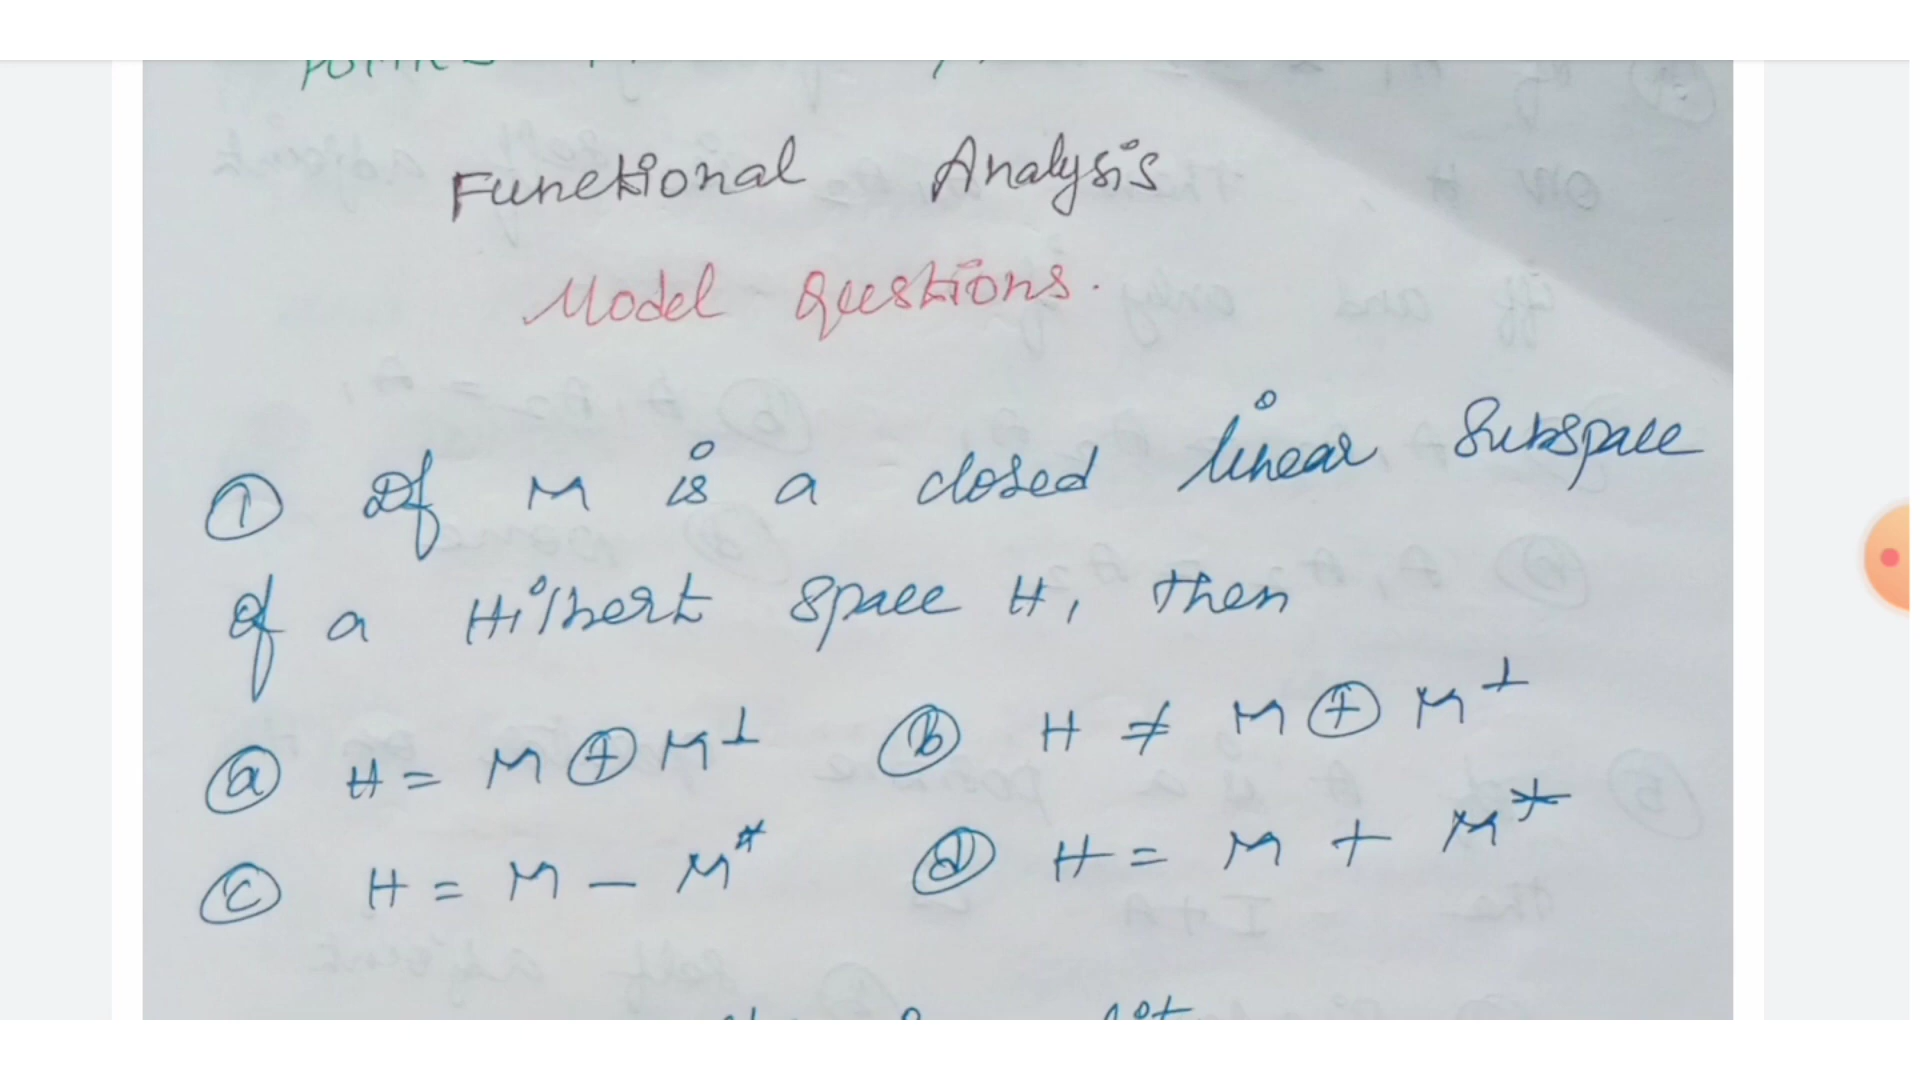 Functional Analysis
Model Questions.
① If M is a closed linear Subspace
of a Hilbert Space H, then
ⓐ H = M ⊕ M⊥ ⓑ H ≠ M ⊕ M⊥
ⓒ H = M - M* ⓓ H = M + M*